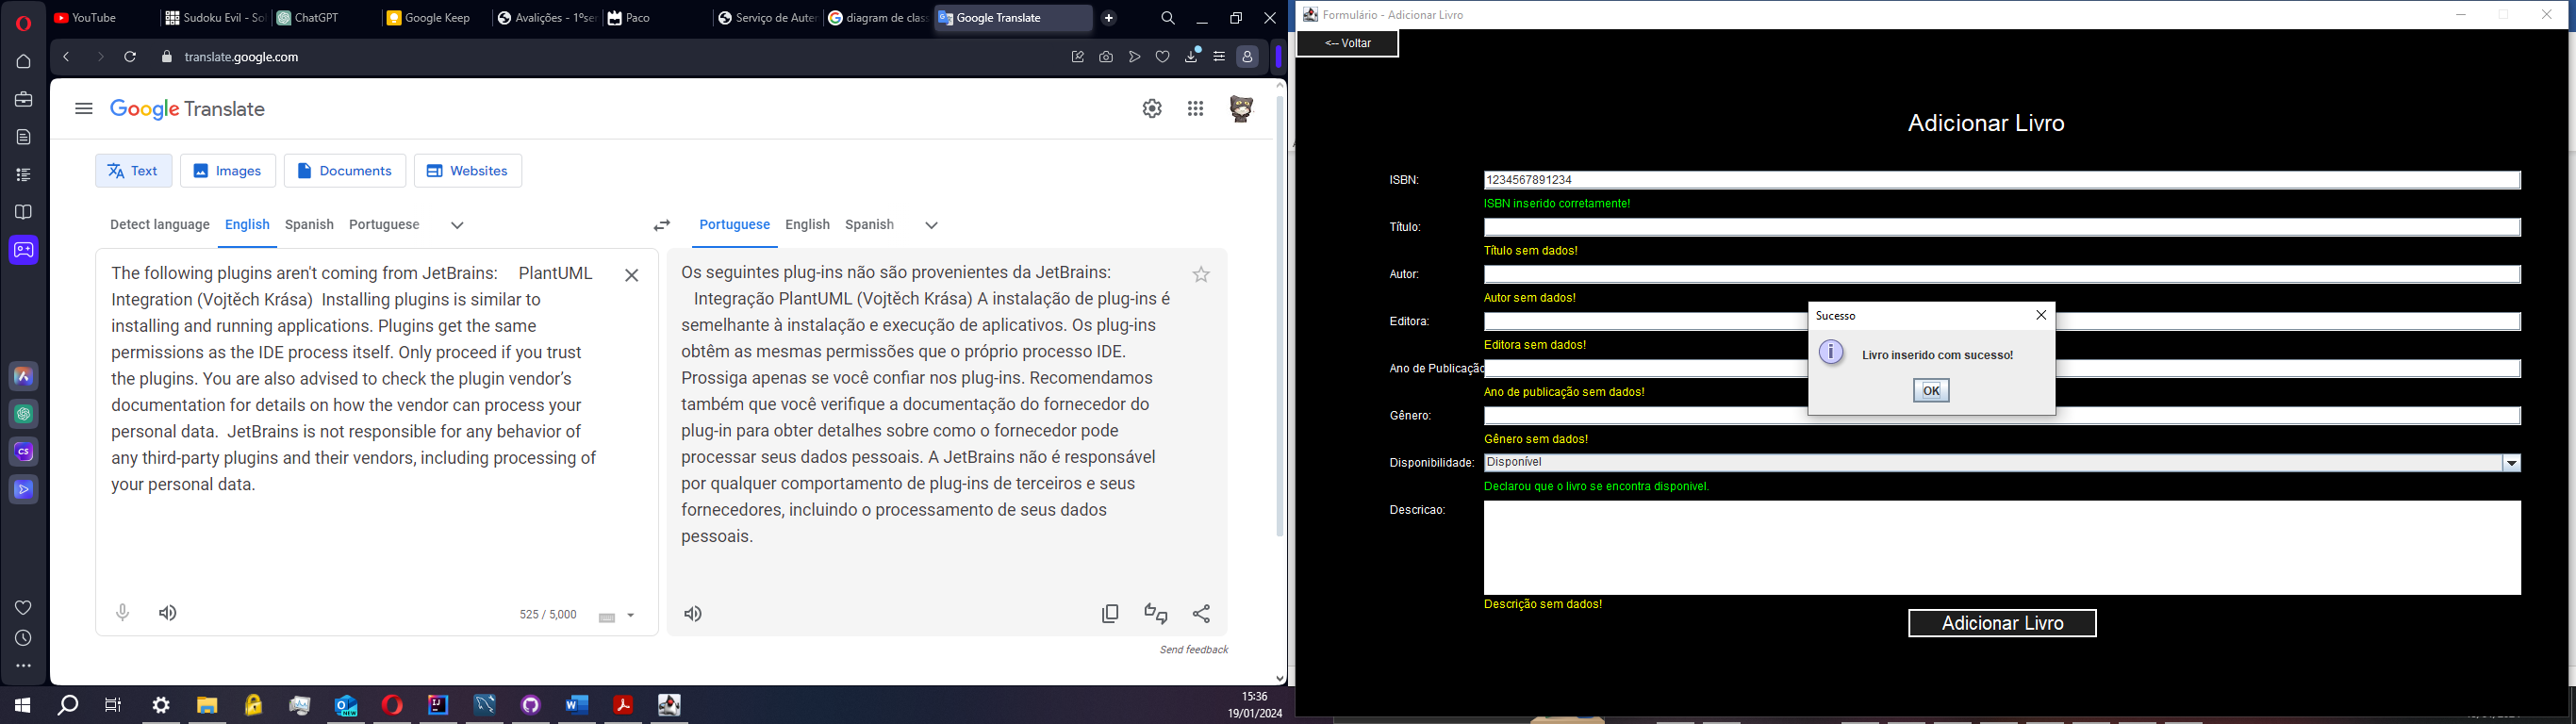 YouTube
Sudoku Evil - Sol
ChatGPT
Google Keep
Avalições - 1ºser
Paco
Serviço de Auter
diagram de clas
Google Translate
translate.google.com
Google Translate
Text
Images
Documents
Websites
Detect language
English
Spanish
Portuguese
Portuguese
English
Spanish
The following plugins aren't coming from JetBrains: PlantUML
Integration (Vojtěch Krása) Installing plugins is similar to
installing and running applications. Plugins get the same
permissions as the IDE process itself. Only proceed if you trust
the plugins. You are also advised to check the plugin vendor's
documentation for details on how the vendor can process your
personal data. JetBrains is not responsible for any behavior of
any third-party plugins and their vendors, including processing of
your personal data.
525 / 5,000
Os seguintes plug-ins não são provenientes da JetBrains:
Integração PlantUML (Vojtěch Krása) A instalação de plug-ins é
semelhante à instalação e execução de aplicativos. Os plug-ins
obtêm as mesmas permissões que o próprio processo IDE.
Prossiga apenas se você confiar nos plug-ins. Recomendamos
também que você verifique a documentação do fornecedor do
plug-in para obter detalhes sobre como o fornecedor pode
processar seus dados pessoais. A JetBrains não é responsável
por qualquer comportamento de plug-ins de terceiros e seus
fornecedores, incluindo o processamento de seus dados
pessoais.
Send feedback
15:36
19/01/2024
Formulário - Adicionar Livro
<-- Voltar
Adicionar Livro
ISBN:
1234567891234
ISBN inserido corretamente!
Título:
Título sem dados!
Autor:
Autor sem dados!
Editora:
Editora sem dados!
Ano de Publicação
Ano de publicação sem dados!
Gênero:
Gênero sem dados!
Disponibilidade:
Disponível
Declarou que o livro se encontra disponivel.
Descricao:
Descrição sem dados!
Adicionar Livro
Sucesso
Livro inserido com sucesso!
OK